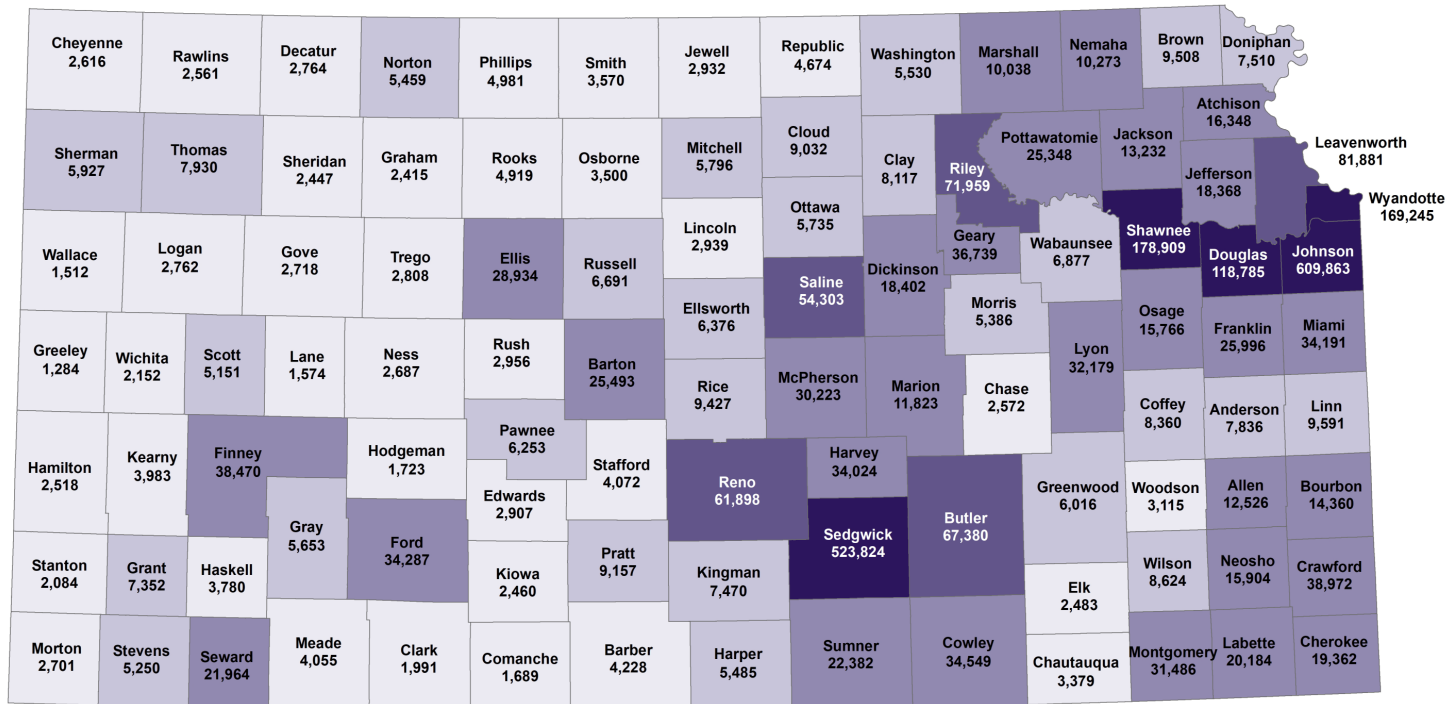 Cheyenne
2,616
Rawlins
2,561
Decatur
2,764
Norton
5,459
Phillips
4,981
Smith
3,570
Jewell
2,932
Republic
4,674
Washington
5,530
Marshall
10,038
Nemaha
10,273
Brown
9,508
Doniphan
7,510
Atchison
16,348
Sherman
5,927
Thomas
7,930
Sheridan
2,447
Graham
2,415
Rooks
4,919
Osborne
3,500
Mitchell
5,796
Cloud
9,032
Clay
8,117
Riley
71,959
Pottawatomie
25,348
Jackson
13,232
Jefferson
18,368
Leavenworth
81,881
Wyandotte
169,245
Wallace
1,512
Logan
2,762
Gove
2,718
Trego
2,808
Ellis
28,934
Russell
6,691
Lincoln
2,939
Ottawa
5,735
Saline
54,303
Dickinson
18,402
Geary
36,739
Wabaunsee
6,877
Shawnee
178,909
Douglas
118,785
Johnson
609,863
Ellsworth
6,376
Morris
5,386
Osage
15,766
Franklin
25,996
Miami
34,191
Greeley
1,284
Wichita
2,152
Scott
5,151
Lane
1,574
Ness
2,687
Rush
2,956
Barton
25,493
Rice
9,427
McPherson
30,223
Marion
11,823
Chase
2,572
Lyon
32,179
Coffey
8,360
Anderson
7,836
Linn
9,591
Hamilton
2,518
Kearny
3,983
Finney
38,470
Hodgeman
1,723
Pawnee
6,253
Stafford
4,072
Edwards
2,907
Gray
5,653
Ford
34,287
Reno
61,898
Harvey
34,024
Sedgwick
523,824
Butler
67,380
Greenwood
6,016
Woodson
3,115
Allen
12,526
Bourbon
14,360
Stanton
2,084
Grant
7,352
Haskell
3,780
Kiowa
2,460
Pratt
9,157
Kingman
7,470
Elk
2,483
Wilson
8,624
Neosho
15,904
Crawford
38,972
Morton
2,701
Stevens
5,250
Seward
21,964
Meade
4,055
Clark
1,991
Comanche
1,689
Barber
4,228
Harper
5,485
Sumner
22,382
Cowley
34,549
Chautauqua
3,379
Montgomery
31,486
Labette
20,184
Cherokee
19,362